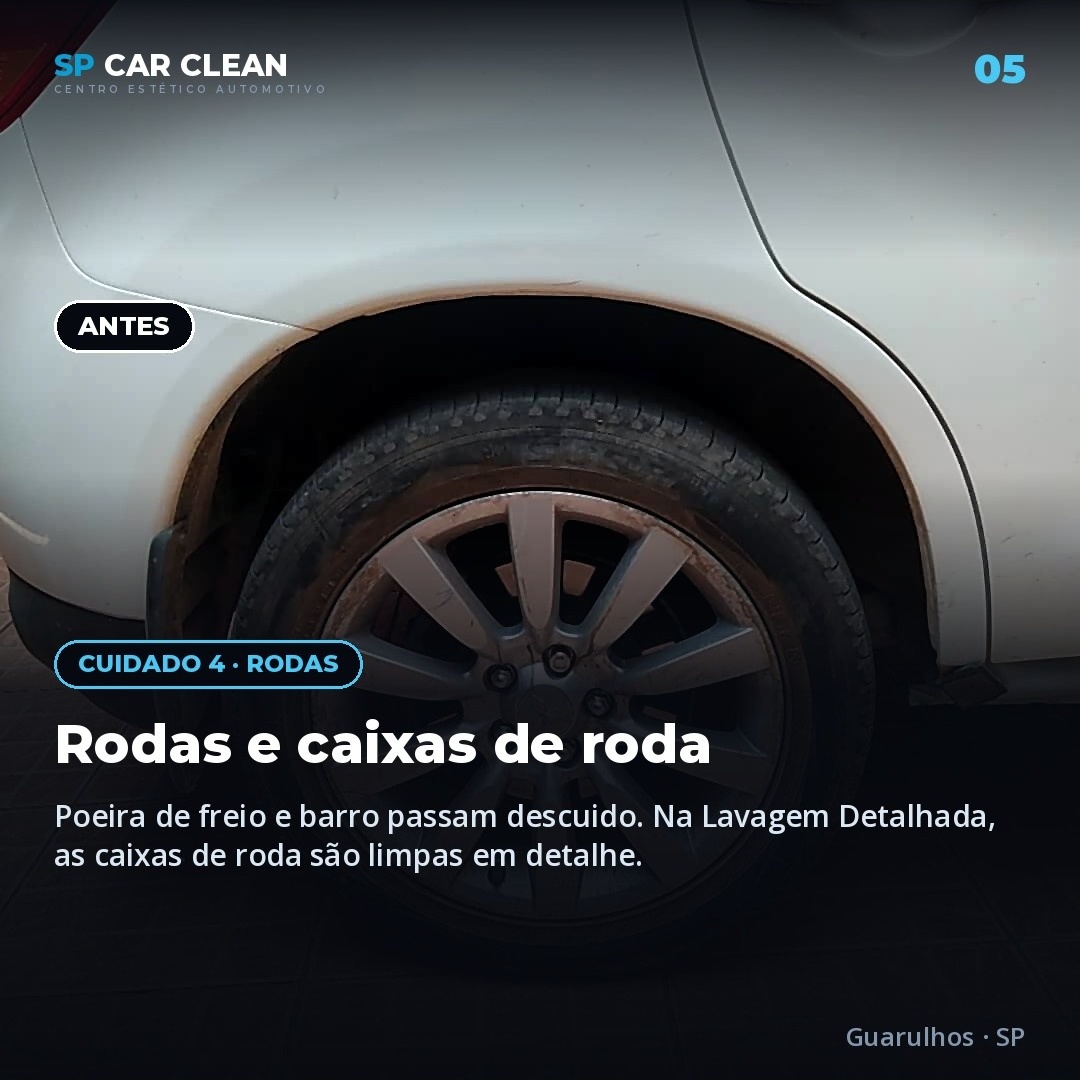 SP CAR CLEAN
CENTRO ESTÉTICO AUTOMOTIVO
05
ANTES
CUIDADO 4 · RODAS
Rodas e caixas de roda
Poeira de freio e barro passam descuido. Na Lavagem Detalhada,
as caixas de roda são limpas em detalhe.
Guarulhos · SP